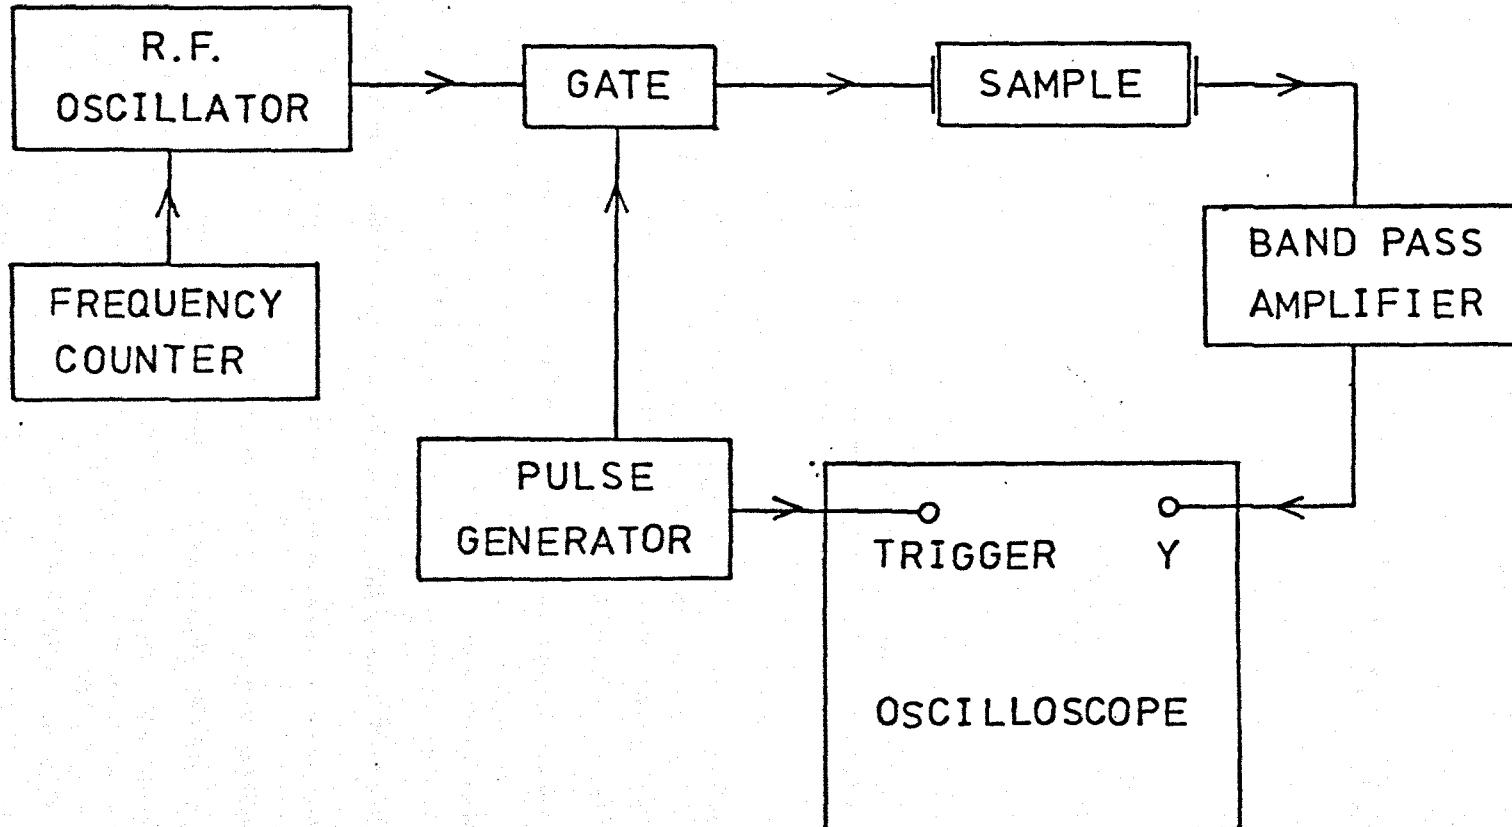 R.F.
OSCILLATOR
GATE
SAMPLE
FREQUENCY
COUNTER
BAND PASS
AMPLIFIER
PULSE
GENERATOR
TRIGGER
Y
OSCILLOSCOPE